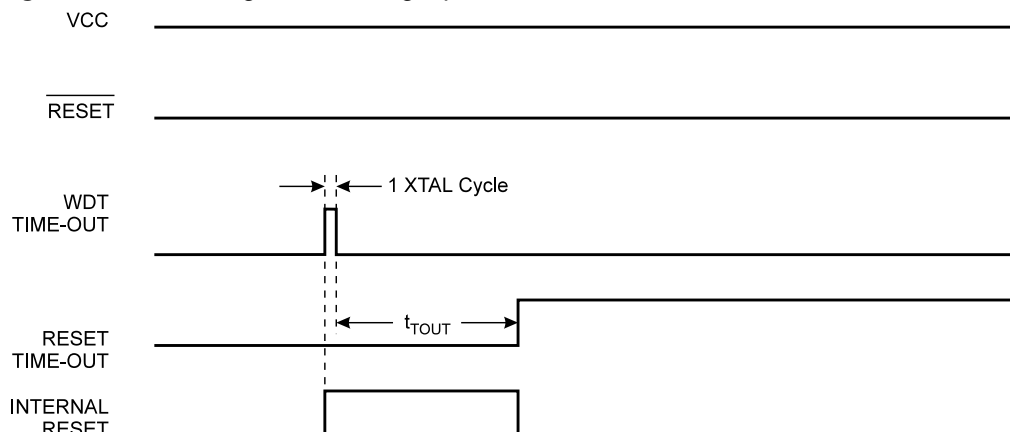 VCC
RESET
1 XTAL Cycle
WDT
TIME-OUT
tTOUT
RESET
TIME-OUT
INTERNAL
RESET